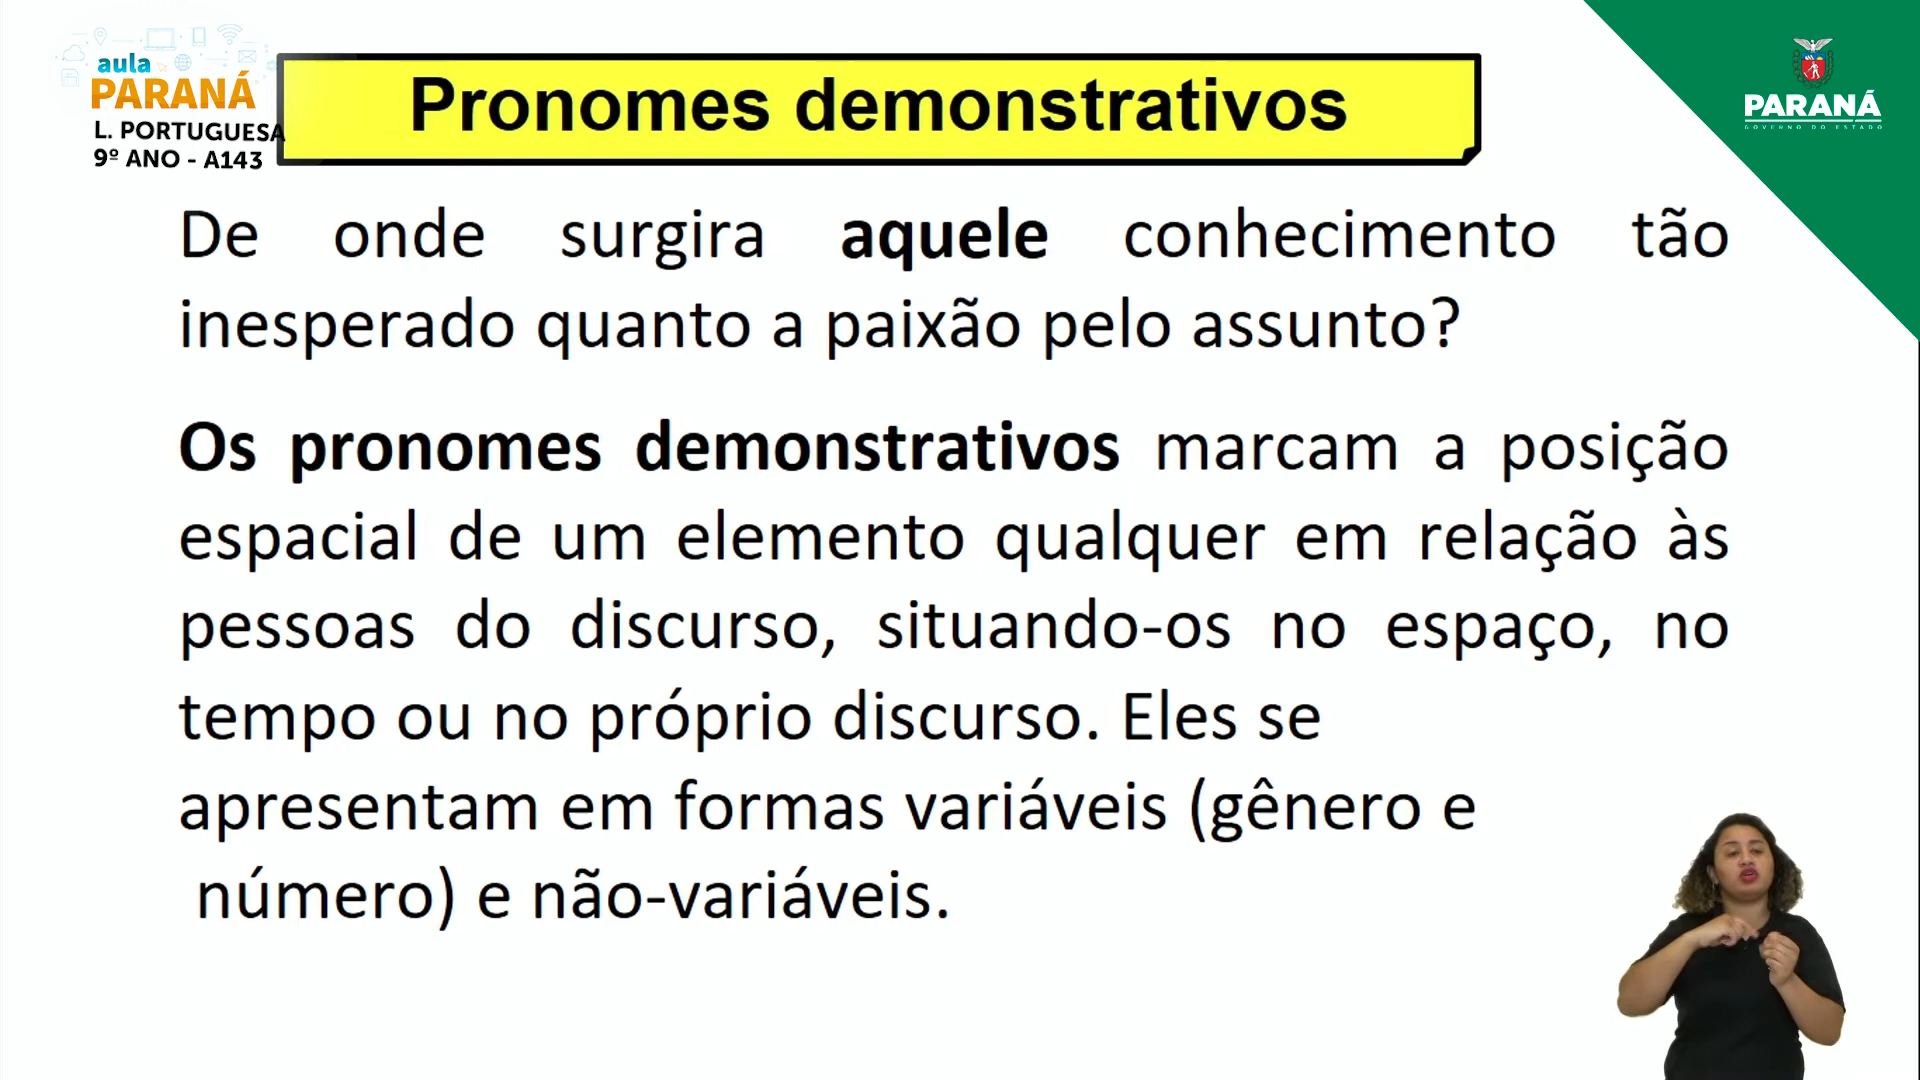 aula
PARANÁ
L. PORTUGUESA
9º ANO - A143
Pronomes demonstrativos
PARANÁ
GOVERNO DO ESTADO
De onde surgira aquele conhecimento tão
inesperado quanto a paixão pelo assunto?
Os pronomes demonstrativos marcam a posição
espacial de um elemento qualquer em relação às
pessoas do discurso, situando-os no espaço, no
tempo ou no próprio discurso. Eles se
apresentam em formas variáveis (gênero e
número) e não-variáveis.